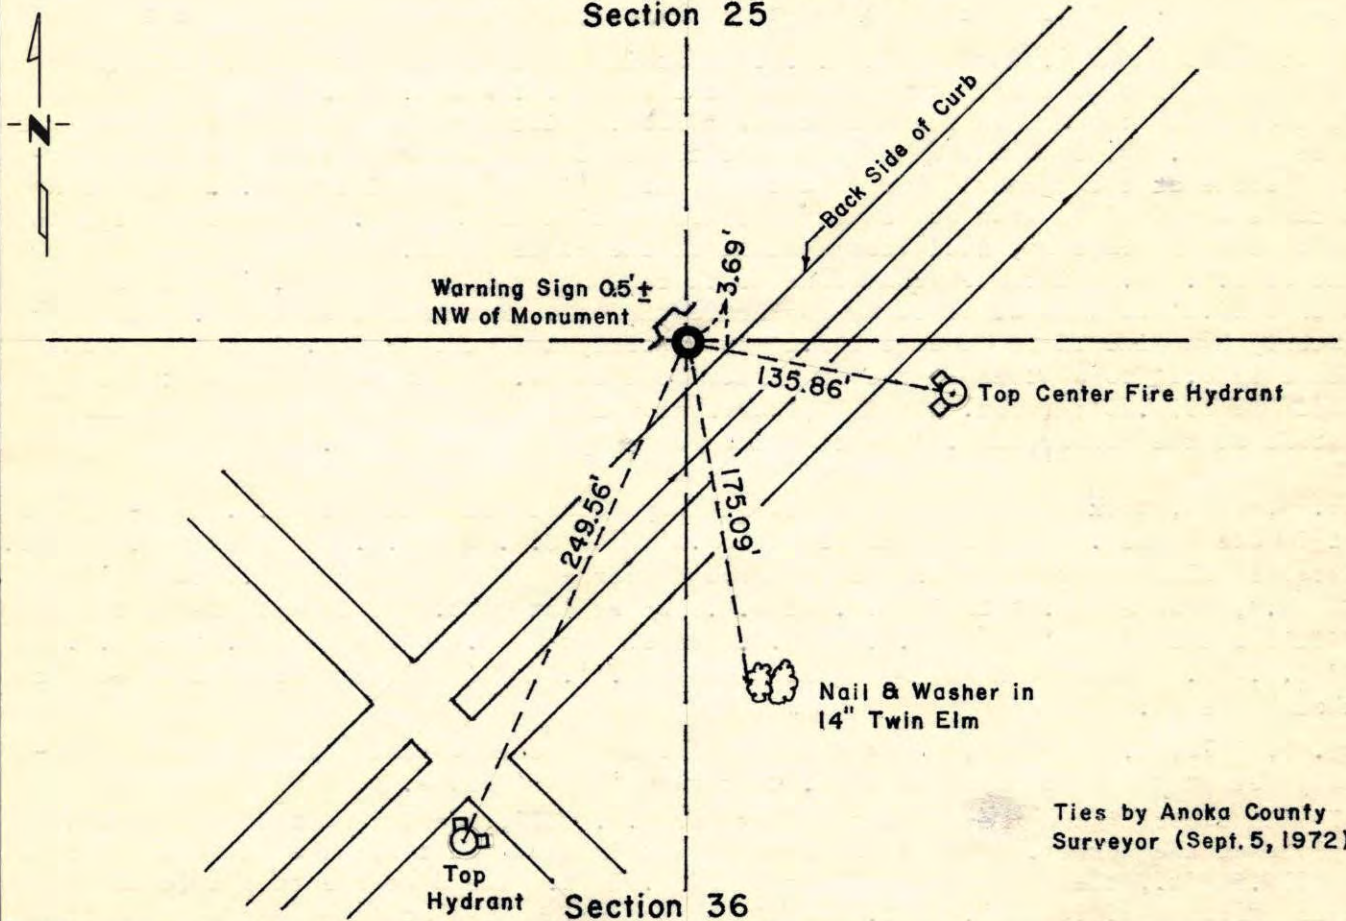 Section 25
N
Back Side of Curb
3.69'
Warning Sign 0.5'±
NW of Monument
135.86'
Top Center Fire Hydrant
249.56'
175.09'
Nail & Washer in
14" Twin Elm
Ties by Anoka County
Surveyor (Sept. 5, 1972)
Top
Hydrant
Section 36